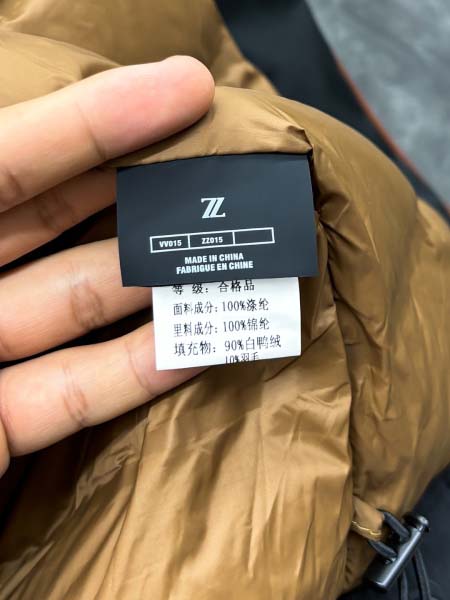 ZZ
VV015 ZZ015
MADE IN CHINA
FABRIQUE EN CHINE
等 级: 合格品
面料成分: 100%涤纶
里料成分: 100%锦纶
填充物: 90%白鸭绒
10%羽毛